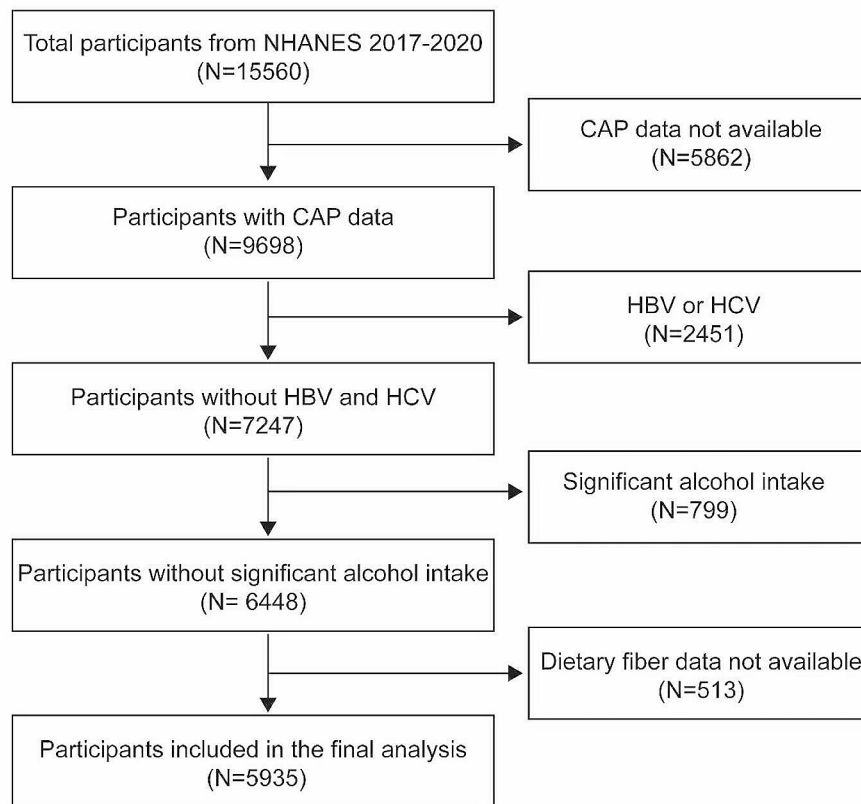 Total participants from NHANES 2017-2020
(N=15560)
CAP data not available
(N=5862)
Participants with CAP data
(N=9698)
HBV or HCV
(N=2451)
Participants without HBV and HCV
(N=7247)
Significant alcohol intake
(N=799)
Participants without significant alcohol intake
(N= 6448)
Dietary fiber data not available
(N=513)
Participants included in the final analysis
(N=5935)